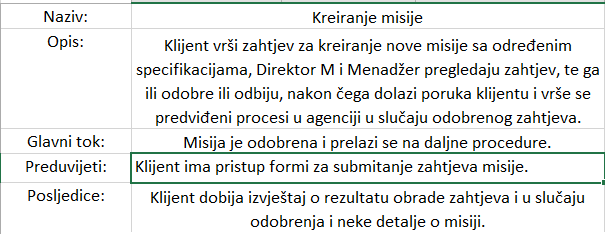 Naziv: Kreiranje misije
Opis: Klijent vrši zahtjev za kreiranje nove misije sa određenim
specifikacijama, Direktor M i Menadžer pregledaju zahtjev, te ga
ili odobre ili odbiju, nakon čega dolazi poruka klijentu i vrše se
predviđeni procesi u agenciji u slučaju odobrenog zahtjeva.
Glavni tok: Misija je odobrena i prelazi se na daljne procedure.
Preduvijeti: Klijent ima pristup formi za submitanje zahtjeva misije.
Posljedice: Klijent dobija izvještaj o rezultatu obrade zahtjeva i u slučaju
odobrenja i neke detalje o misiji.